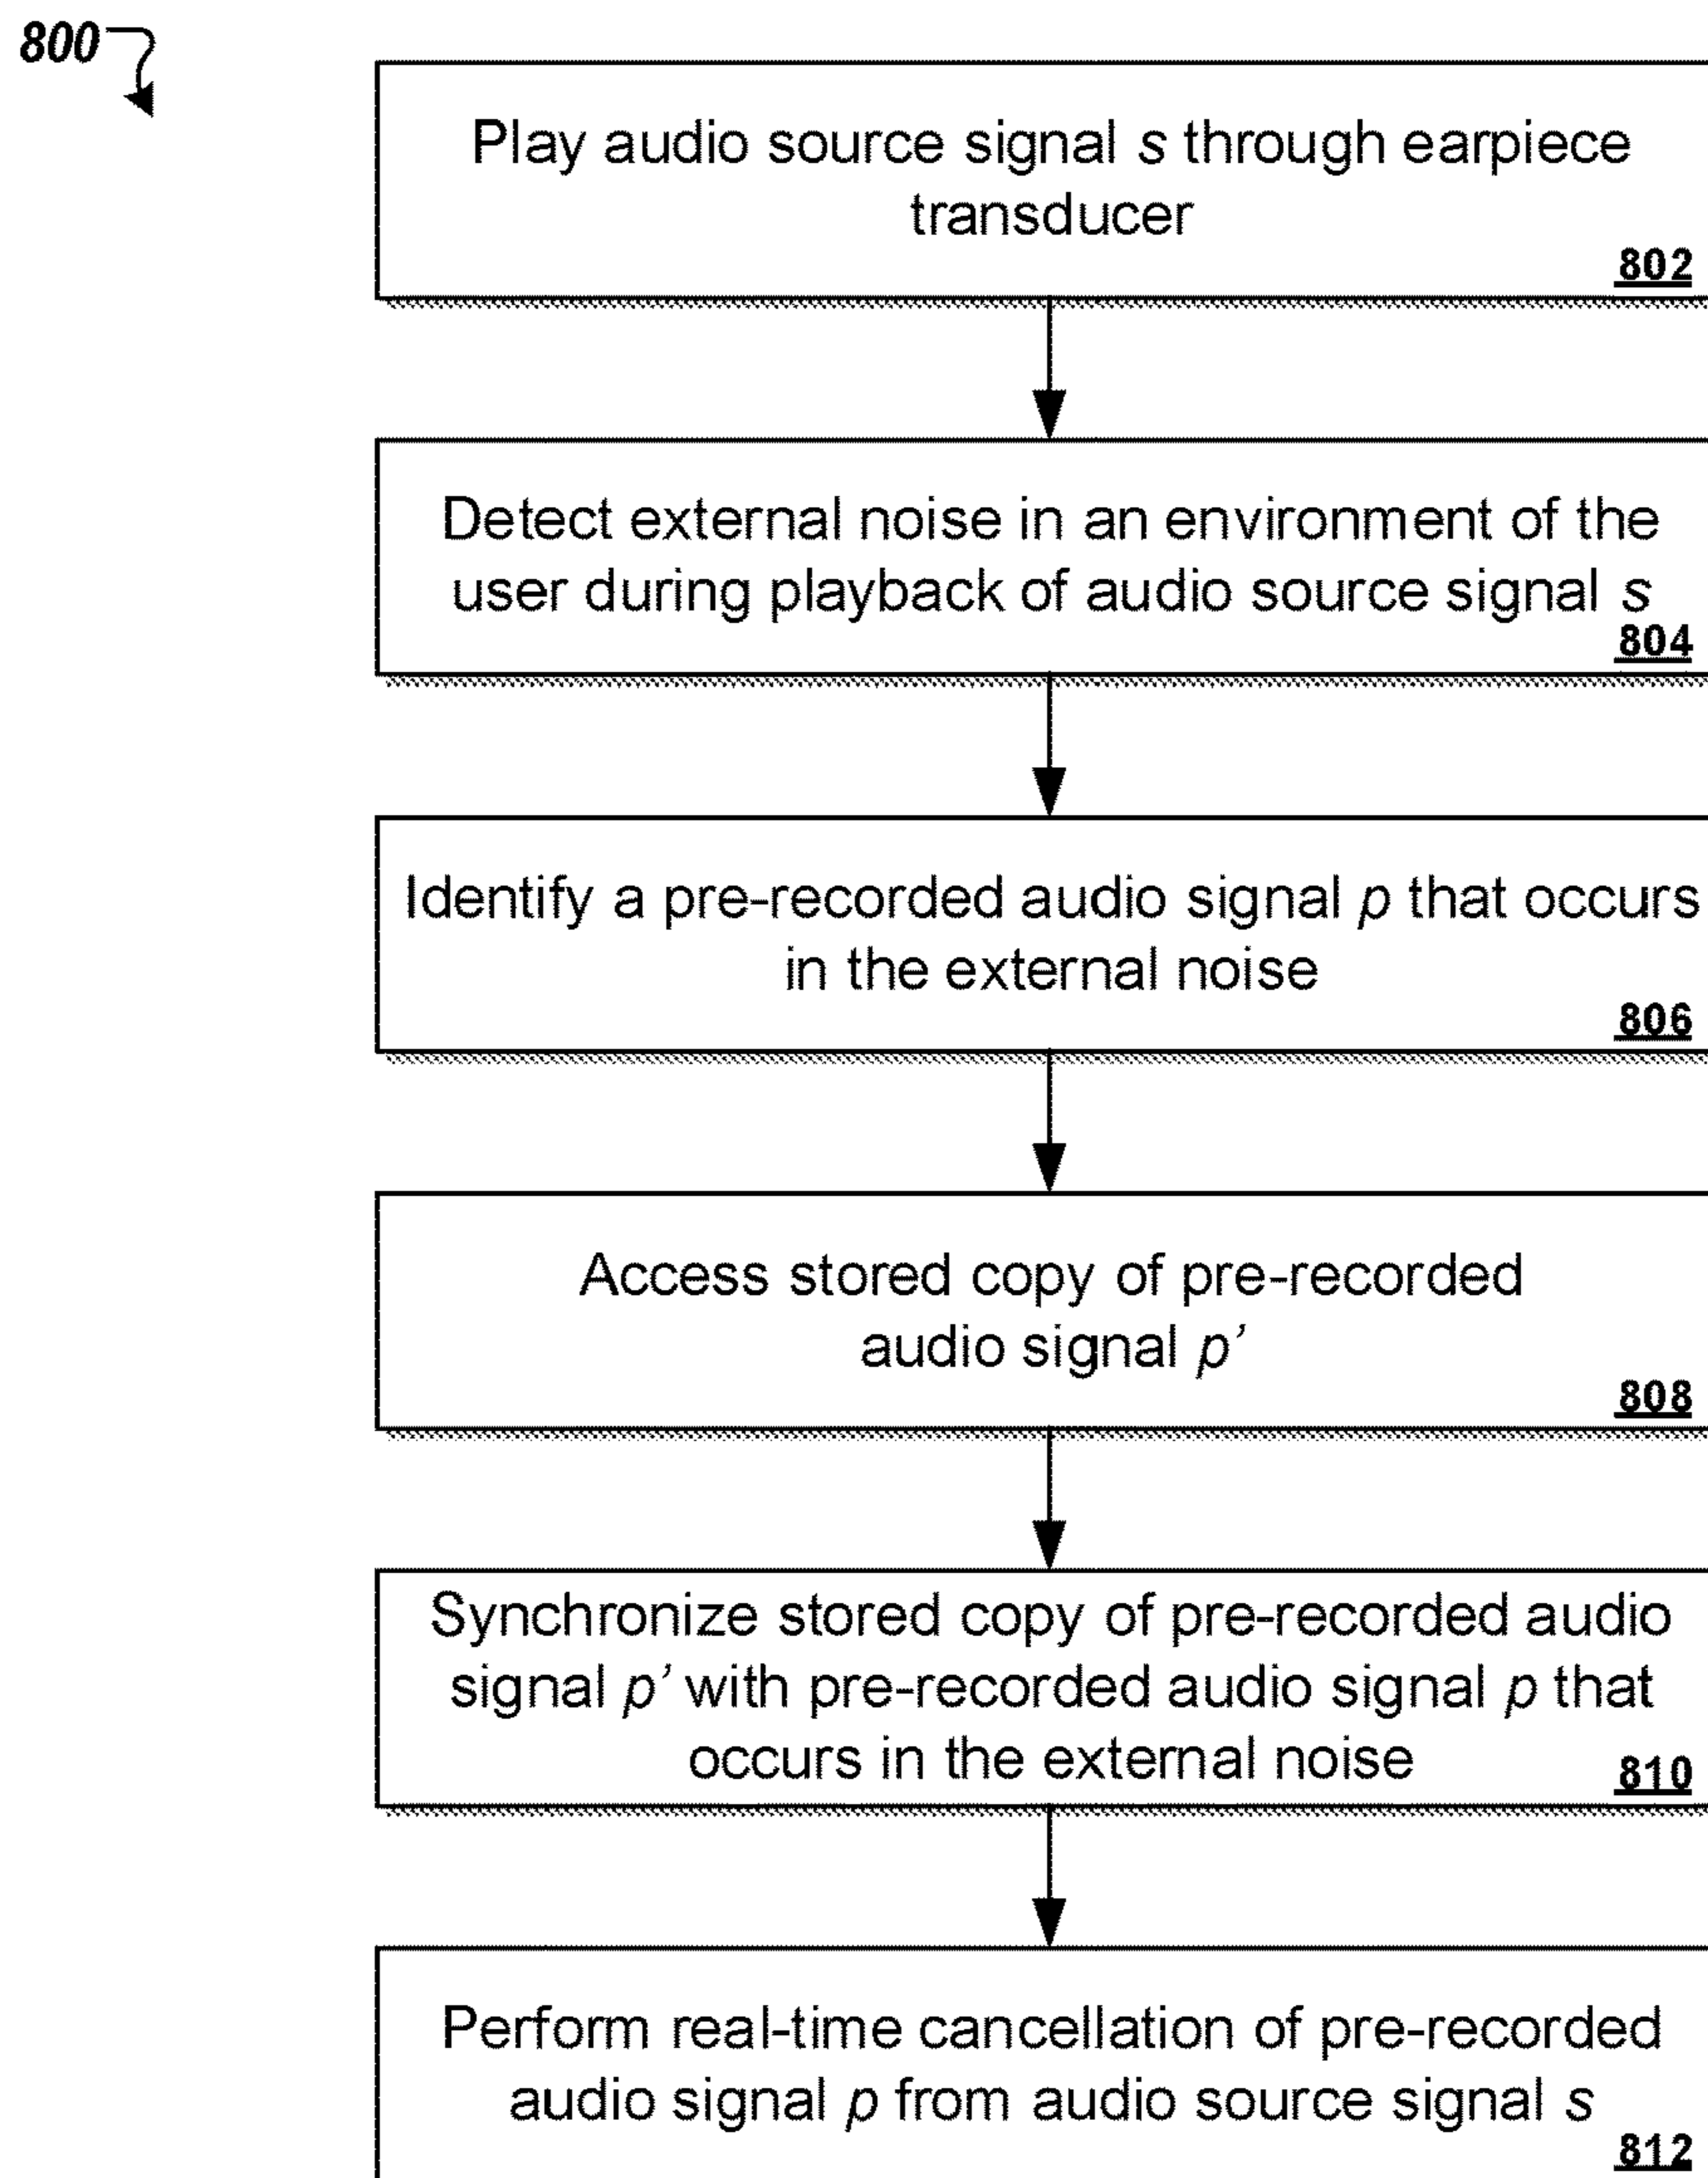 800
Play audio source signal s through earpiece
transducer
802
Detect external noise in an environment of the
user during playback of audio source signal s
804
Identify a pre-recorded audio signal p that occurs
in the external noise
806
Access stored copy of pre-recorded
audio signal p’
808
Synchronize stored copy of pre-recorded audio
signal p’ with pre-recorded audio signal p that
occurs in the external noise
810
Perform real-time cancellation of pre-recorded
audio signal p from audio source signal s
812